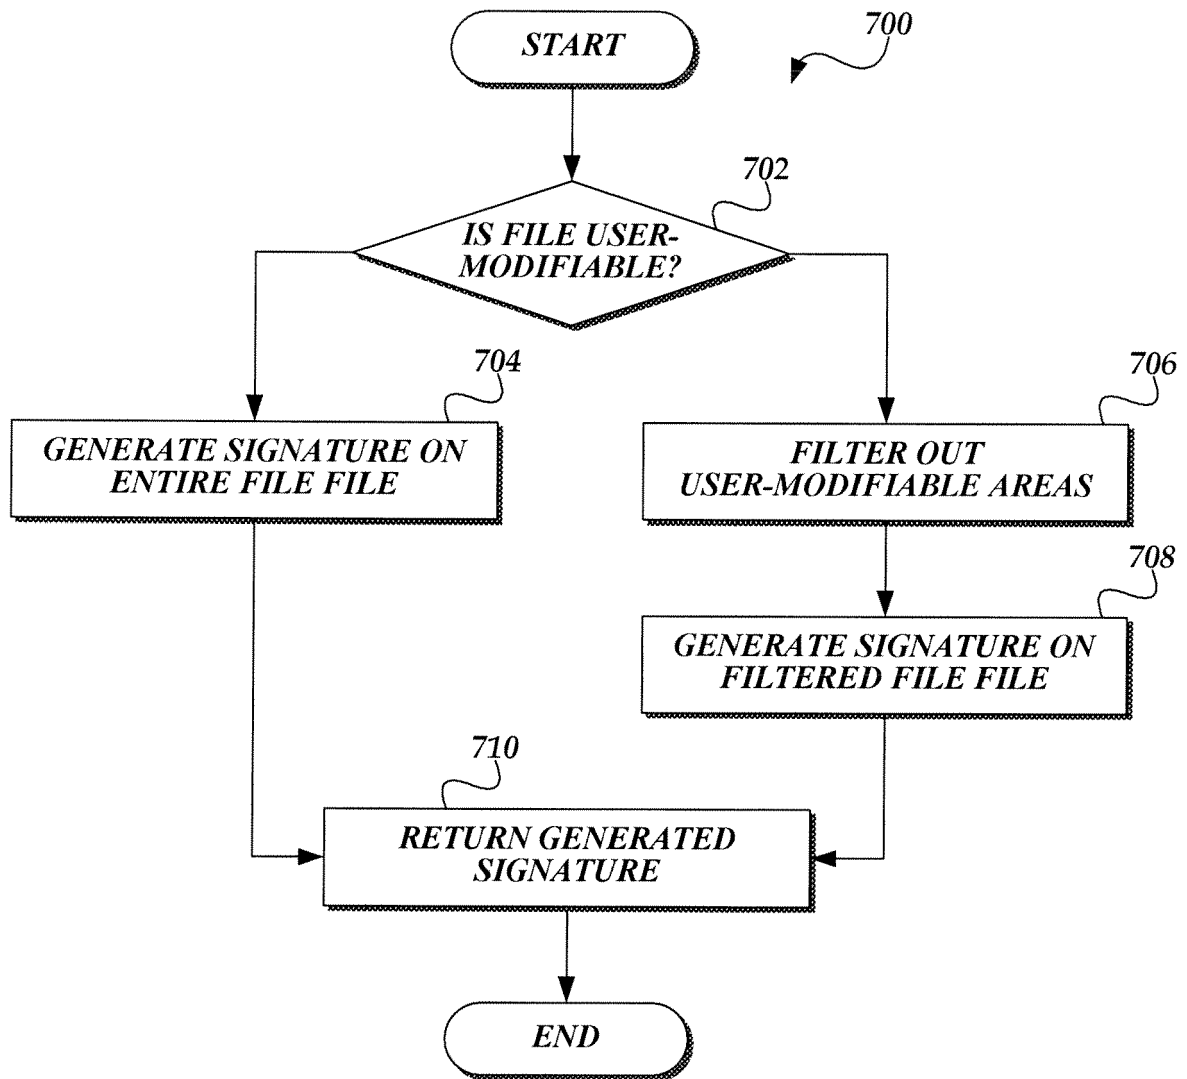 START
700
702
IS FILE USER-
MODIFIABLE?
704
GENERATE SIGNATURE ON
ENTIRE FILE FILE
706
FILTER OUT
USER-MODIFIABLE AREAS
708
GENERATE SIGNATURE ON
FILTERED FILE FILE
710
RETURN GENERATED
SIGNATURE
END